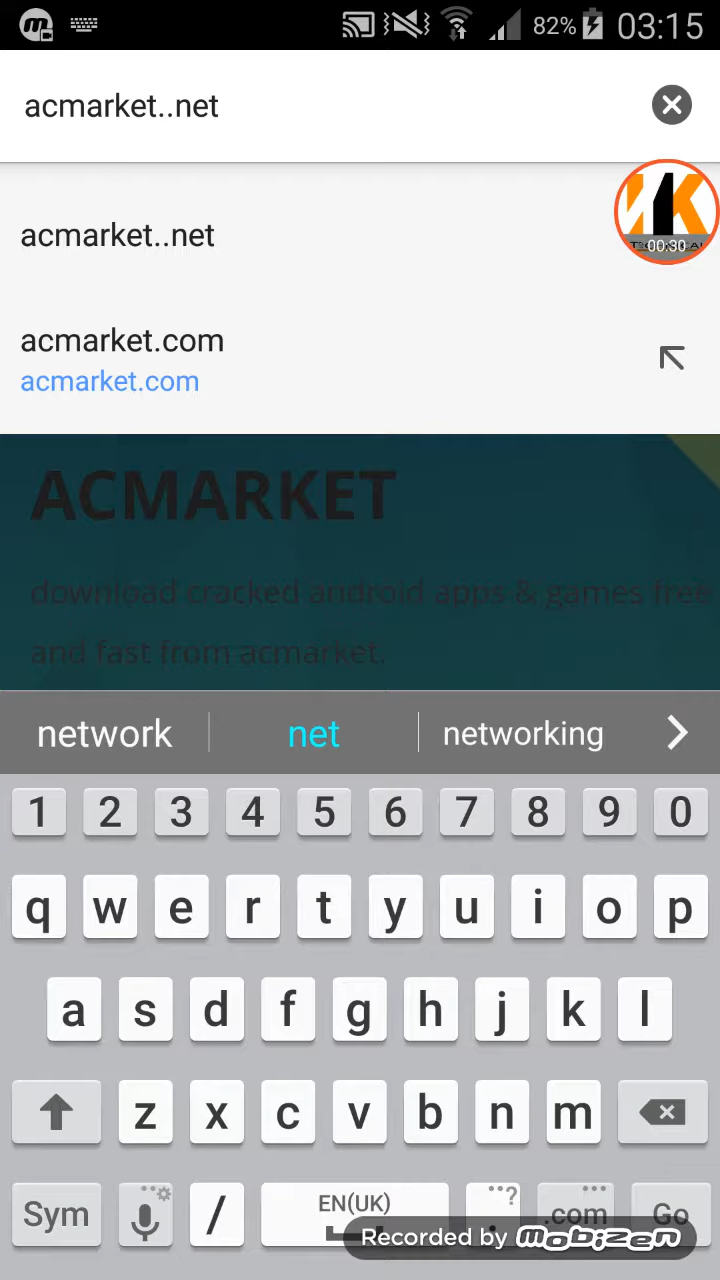 82% 03:15
acmarket..net
acmarket..net
00:30
acmarket.com
acmarket.com
ACMARKET
download cracked android apps & games free
and fast from acmarket.
network net networking
1 2 3 4 5 6 7 8 9 0
q w e r t y u i o p
a s d f g h j k l
z x c v b n m
Sym / EN(UK) . ? .com Go
Recorded by mobizen